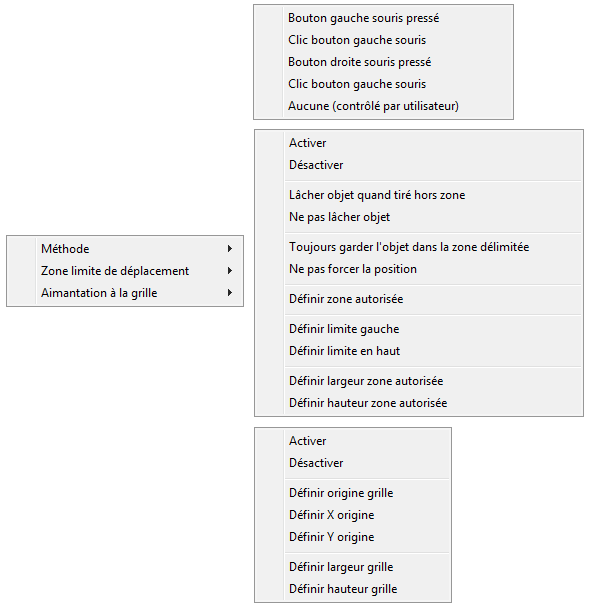 Bouton gauche souris pressé
Clic bouton gauche souris
Bouton droite souris pressé
Clic bouton gauche souris
Aucune (contrôlé par utilisateur)
Activer
Désactiver
Lâcher objet quand tiré hors zone
Ne pas lâcher objet
Toujours garder l'objet dans la zone délimitée
Ne pas forcer la position
Définir zone autorisée
Définir limite gauche
Définir limite en haut
Définir largeur zone autorisée
Définir hauteur zone autorisée
Méthode
Zone limite de déplacement
Aimantation à la grille
Activer
Désactiver
Définir origine grille
Définir X origine
Définir Y origine
Définir largeur grille
Définir hauteur grille